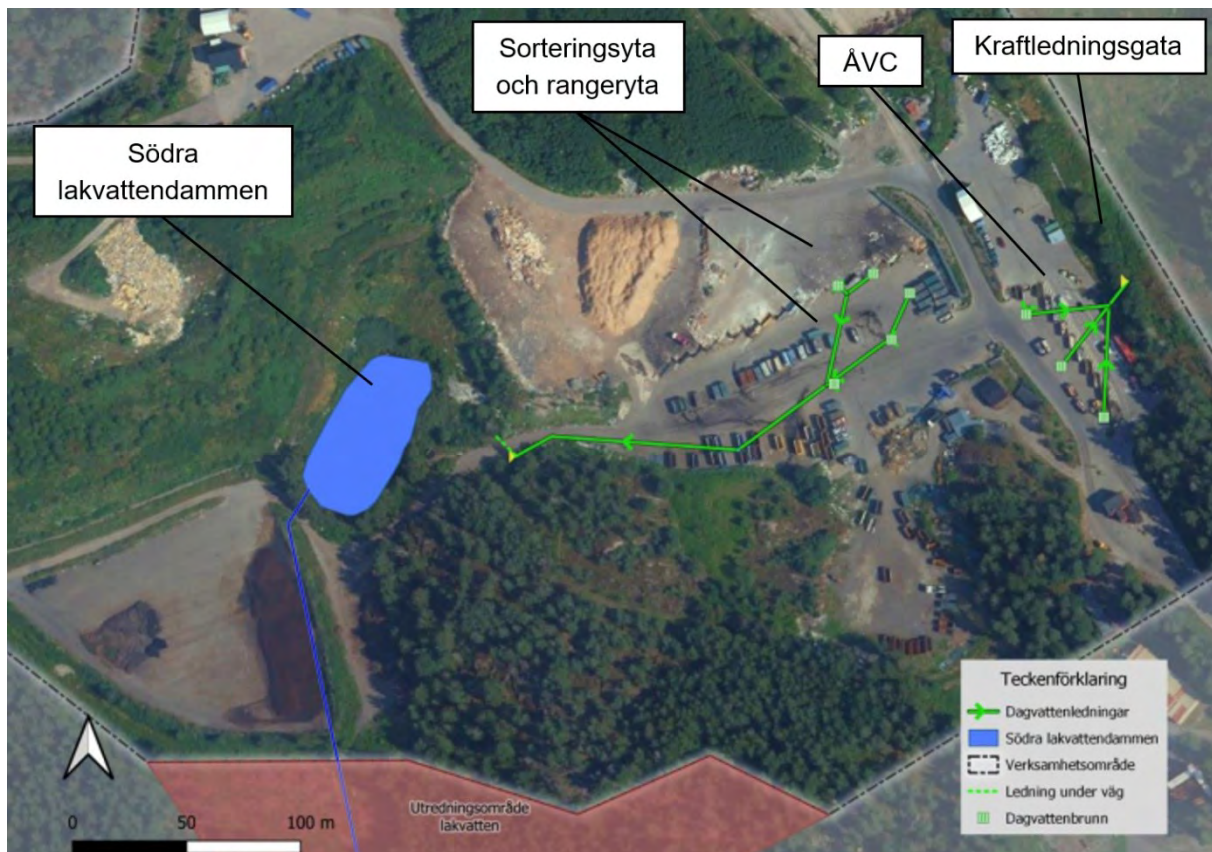 Sorteringsyta
och rangeryta
ÅVC
Kraftledningsgata
Södra
lakvattendammen
Teckenförklaring
Dagvattenledningar
Södra lakvattendammen
Verksamhetsområde
Ledning under väg
Dagvattenbrunn
Utredningsområde
lakvatten
0 50 100 m